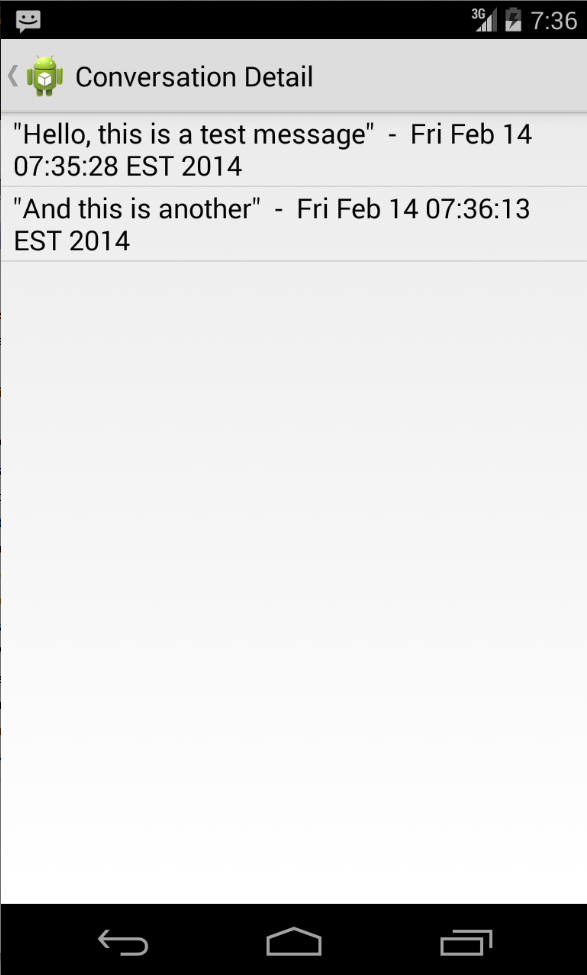 3G 7:36
Conversation Detail
"Hello, this is a test message"  -  Fri Feb 14
07:35:28 EST 2014
"And this is another"  -  Fri Feb 14 07:36:13
EST 2014